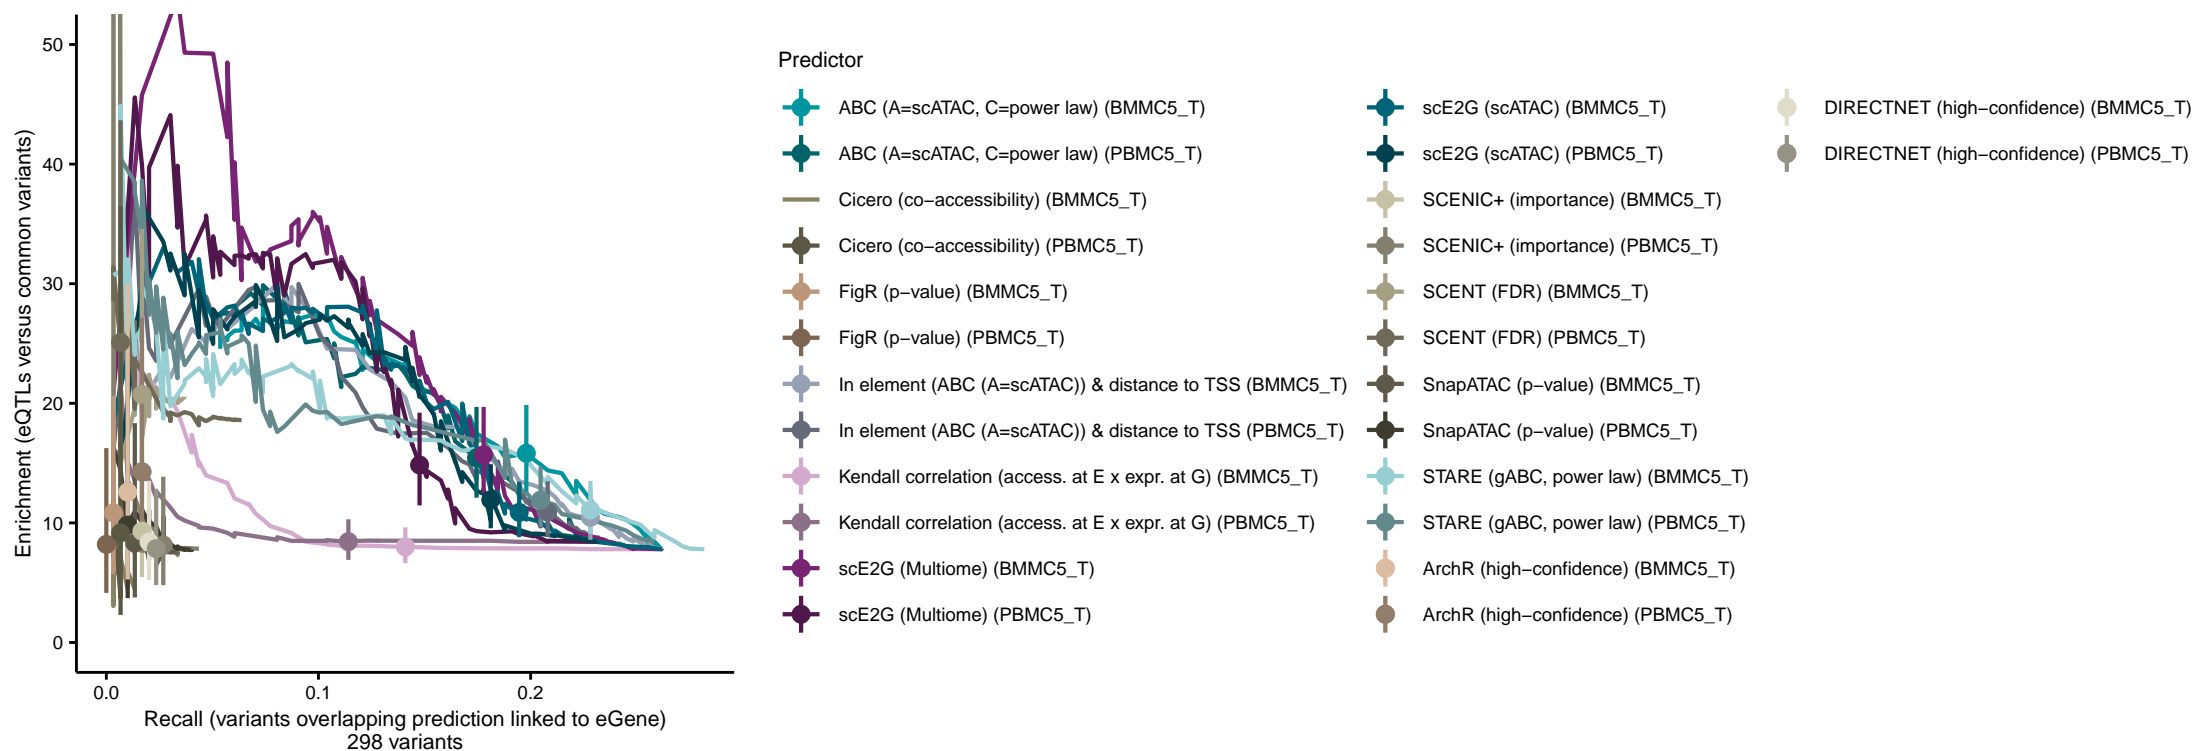 50
40
30
20
10
0
Enrichment (eQTLs versus common variants)
0.0
0.1
0.2
Recall (variants overlapping prediction linked to eGene)
298 variants
Predictor
ABC (A=scATAC, C=power law) (BMMC5_T)
ABC (A=scATAC, C=power law) (PBMC5_T)
Cicero (co−accessibility) (BMMC5_T)
Cicero (co−accessibility) (PBMC5_T)
FigR (p−value) (BMMC5_T)
FigR (p−value) (PBMC5_T)
In element (ABC (A=scATAC)) & distance to TSS (BMMC5_T)
In element (ABC (A=scATAC)) & distance to TSS (PBMC5_T)
Kendall correlation (access. at E x expr. at G) (BMMC5_T)
Kendall correlation (access. at E x expr. at G) (PBMC5_T)
scE2G (Multiome) (BMMC5_T)
scE2G (Multiome) (PBMC5_T)
scE2G (scATAC) (BMMC5_T)
scE2G (scATAC) (PBMC5_T)
SCENIC+ (importance) (BMMC5_T)
SCENIC+ (importance) (PBMC5_T)
SCENT (FDR) (BMMC5_T)
SCENT (FDR) (PBMC5_T)
SnapATAC (p−value) (BMMC5_T)
SnapATAC (p−value) (PBMC5_T)
STARE (gABC, power law) (BMMC5_T)
STARE (gABC, power law) (PBMC5_T)
ArchR (high−confidence) (BMMC5_T)
ArchR (high−confidence) (PBMC5_T)
DIRECTNET (high−confidence) (BMMC5_T)
DIRECTNET (high−confidence) (PBMC5_T)